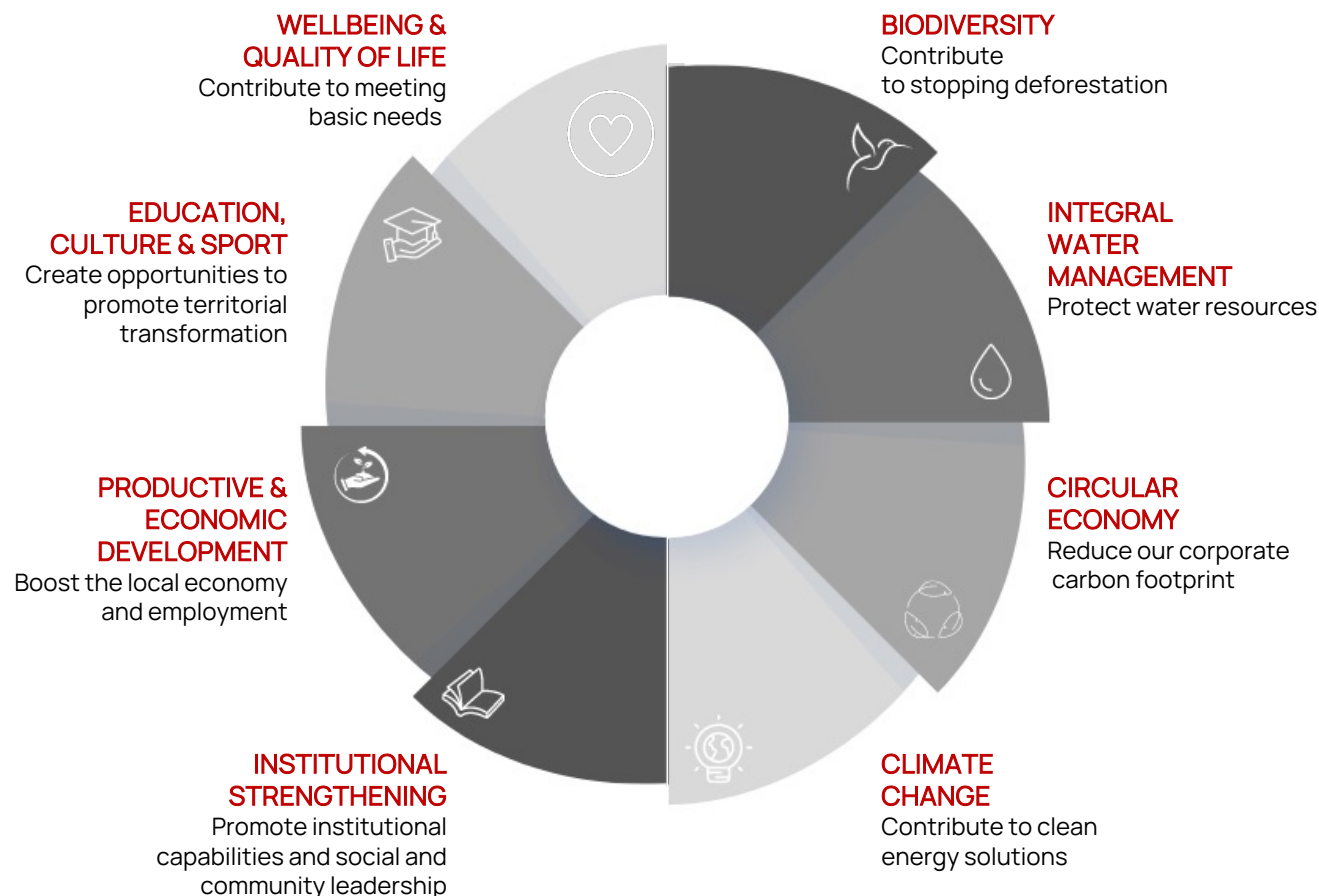 WELLBEING &
QUALITY OF LIFE
Contribute to meeting
basic needs
BIODIVERSITY
Contribute
to stopping deforestation
EDUCATION,
CULTURE & SPORT
Create opportunities to
promote territorial
transformation
INTEGRAL
WATER
MANAGEMENT
Protect water resources
PRODUCTIVE &
ECONOMIC
DEVELOPMENT
Boost the local economy
and employment
CIRCULAR
ECONOMY
Reduce our corporate
carbon footprint
INSTITUTIONAL
STRENGTHENING
Promote institutional
capabilities and social and
community leadership
CLIMATE
CHANGE
Contribute to clean
energy solutions